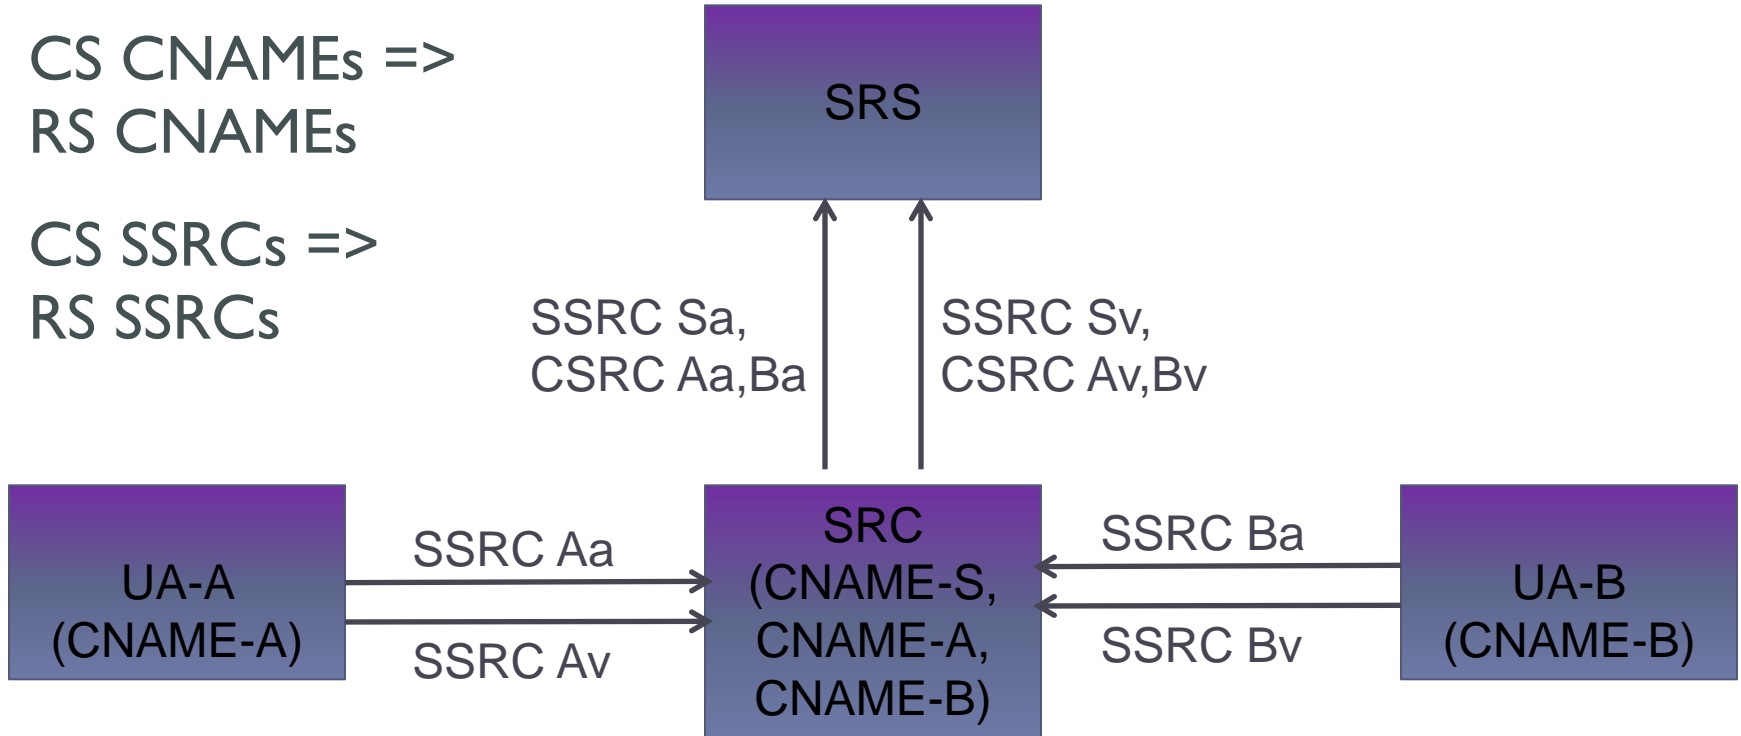 CS CNAMEs =>
RS CNAMEs
CS SSRCs =>
RS SSRCs
SRS
SSRC Sa,
CSRC Aa,Ba
SSRC Sv,
CSRC Av,Bv
UA-A
(CNAME-A)
SSRC Aa
SSRC Av
SRC
(CNAME-S,
CNAME-A,
CNAME-B)
SSRC Ba
SSRC Bv
UA-B
(CNAME-B)